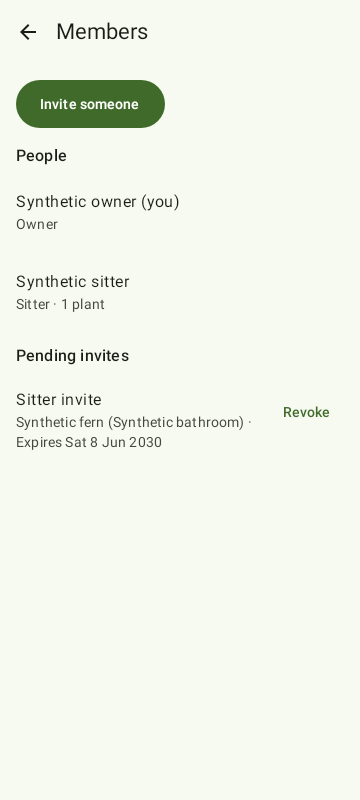 Members
Invite someone
People
Synthetic owner (you)
Owner
Synthetic sitter
Sitter · 1 plant
Pending invites
Sitter invite
Synthetic fern (Synthetic bathroom) ·
Expires Sat 8 Jun 2030
Revoke